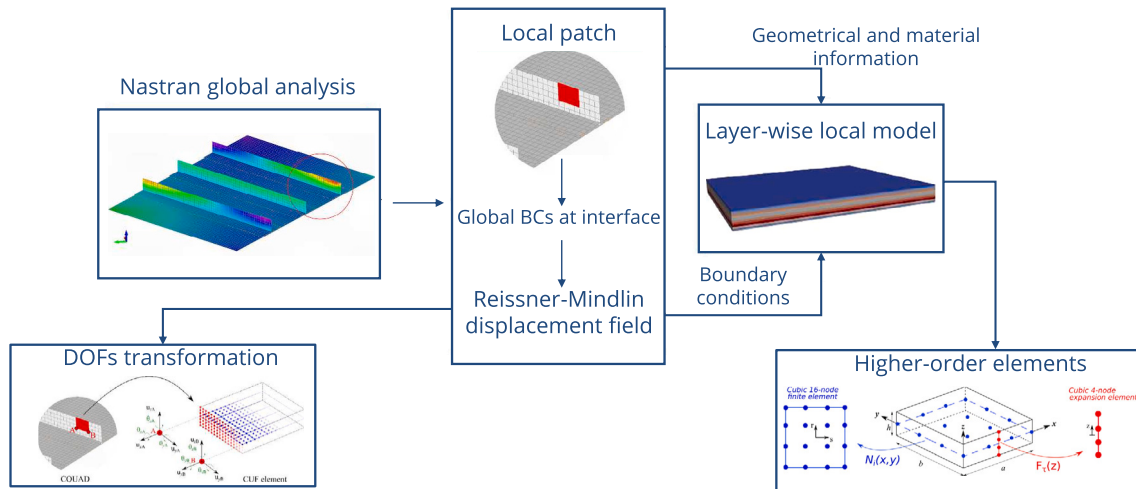 Nastran global analysis
Local patch
Global BCs at interface
Reissner-Mindlin
displacement field
Geometrical and material
information
Layer-wise local model
Boundary
conditions
DOFs transformation
A
B
COUAD
A
B
CUF element
Higher-order elements
Cubic 16-node
finite element
r
s
Nᵢ(x,y)
y
h
z
x
b
a
Cubic 4-node
expansion element
z
Fτ(z)